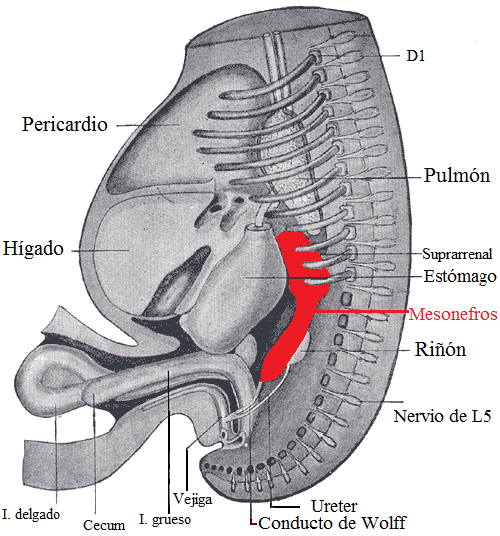 D1
Pericardio
Pulmón
Hígado
Suprarrenal
Estómago
Mesonefros
Riñón
Nervio de L5
Vejiga
Ureter
I. delgado
Cecum
I. grueso
Conducto de Wolff